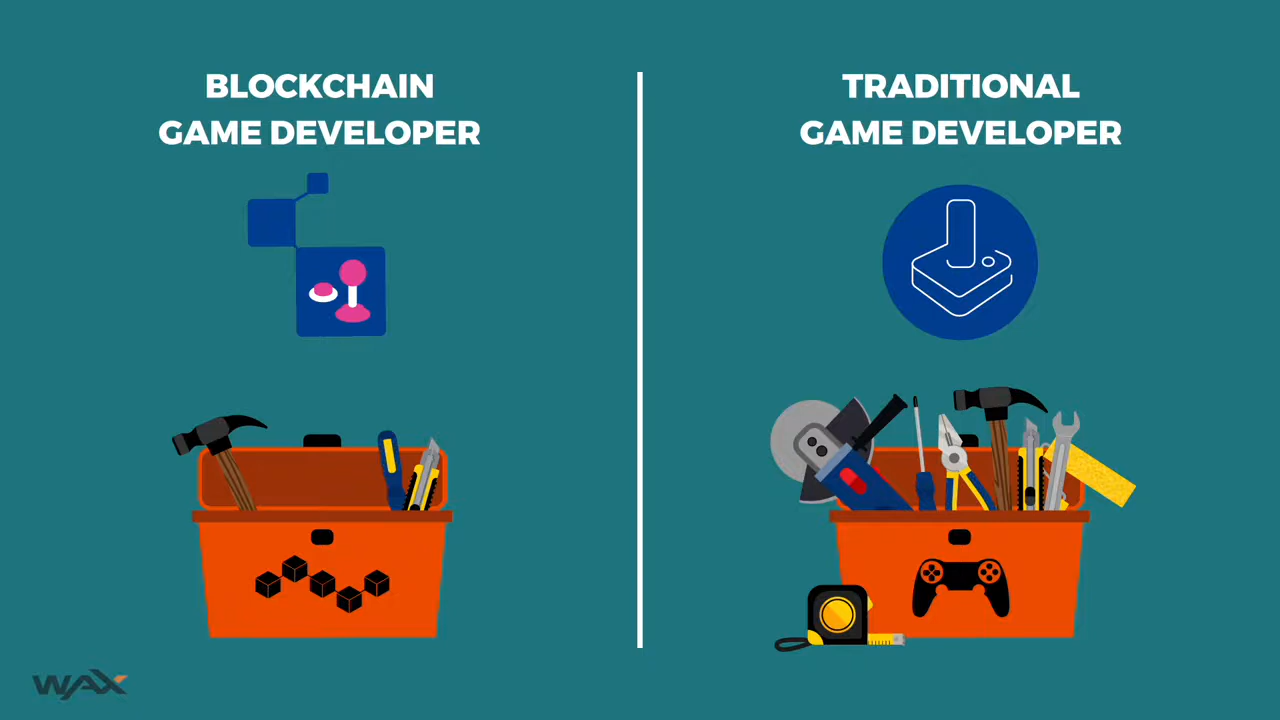 BLOCKCHAIN
GAME DEVELOPER
TRADITIONAL
GAME DEVELOPER
WAX